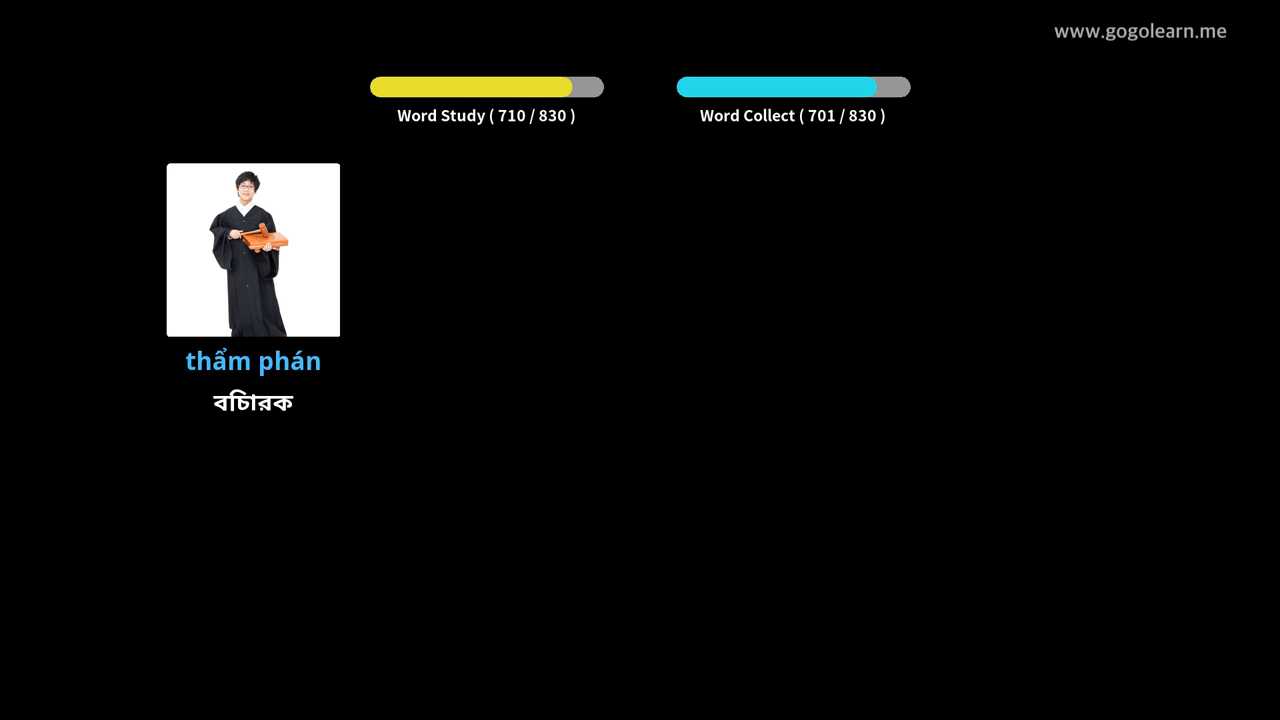 www.gogolearn.me
Word Study ( 710 / 830 )
Word Collect ( 701 / 830 )
thẩm phán
বিচারক